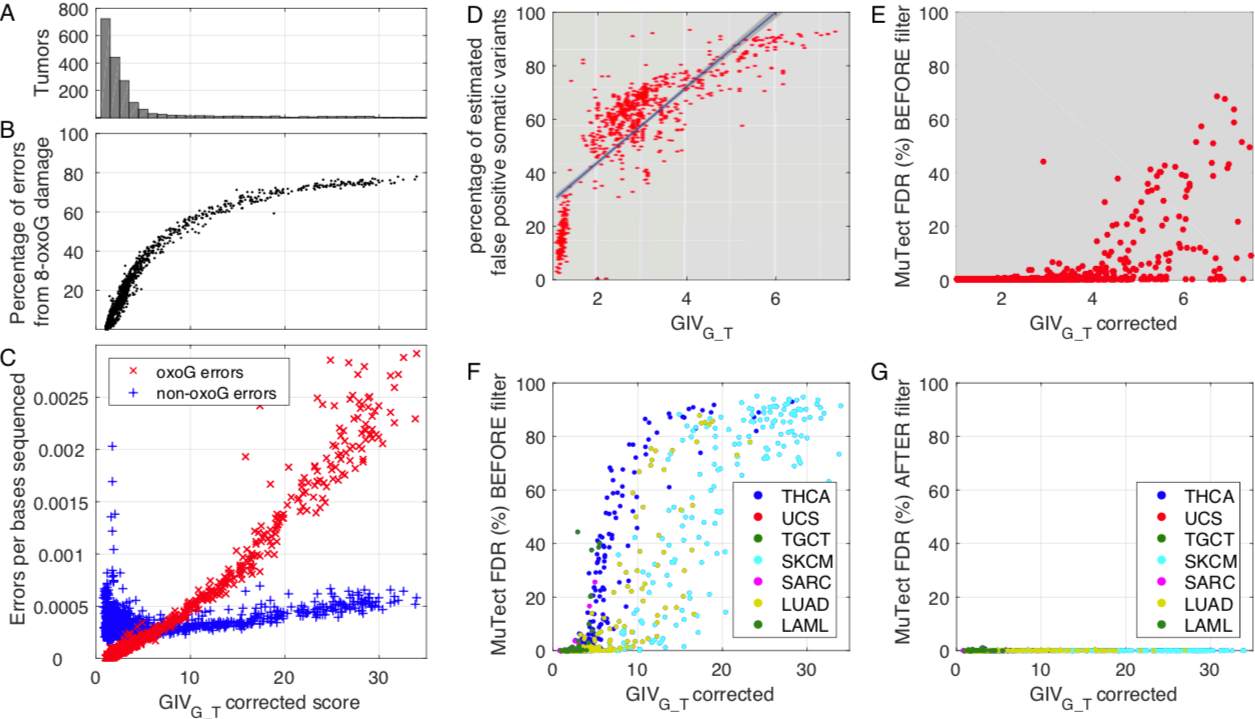 A
800
600
400
200
Tumors
B
100
80
60
40
20
Percentage of errors
from 8-oxoG damage
C
× oxoG errors
+ non-oxoG errors
0.0025
0.002
0.0015
0.001
0.0005
0
Errors per bases sequenced
0 10 20 30
GIV_G_T corrected score
D
100
80
60
40
20
0
percentage of estimated
false positive somatic variants
2 4 6
GIV_G_T
E
100
80
60
40
20
0
MuTect FDR (%) BEFORE filter
2 4 6
GIV_G_T corrected
F
100
80
60
40
20
0
MuTect FDR (%) BEFORE filter
THCA
UCS
TGCT
SKCM
SARC
LUAD
LAML
0 10 20 30
GIV_G_T corrected
G
100
80
60
40
20
0
MuTect FDR (%) AFTER filter
THCA
UCS
TGCT
SKCM
SARC
LUAD
LAML
0 10 20 30
GIV_G_T corrected